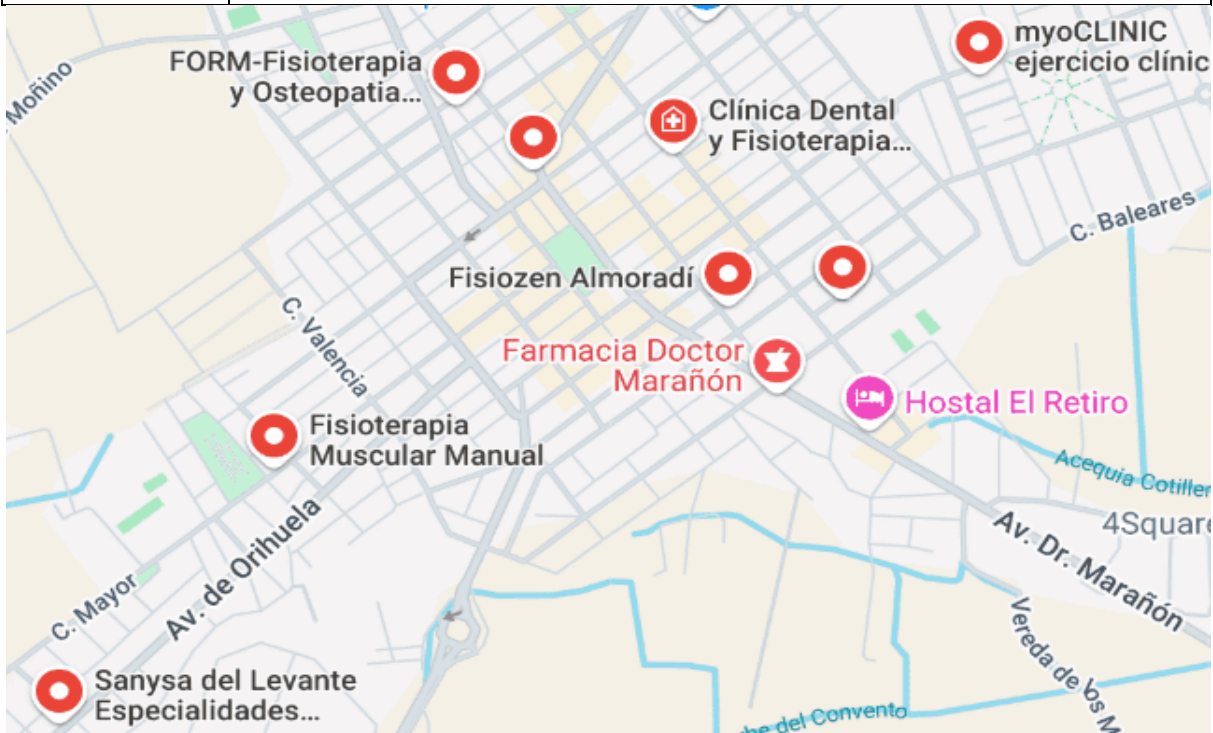 FORM-Fisioterapia
y Osteopatia...
myoCLINIC
ejercicio clínic
Moñino
Clínica Dental
y Fisioterapia...
C. Baleares
Fisiozen Almoradí
C. Valencia
Farmacia Doctor
Marañón
Hostal El Retiro
Fisioterapia
Muscular Manual
Acequia Cotiller
4Square
Av. de Orihuela
Av. Dr. Marañón
C. Mayor
Vereda de los M
Sanysa del Levante
Especialidades...
he del Convento